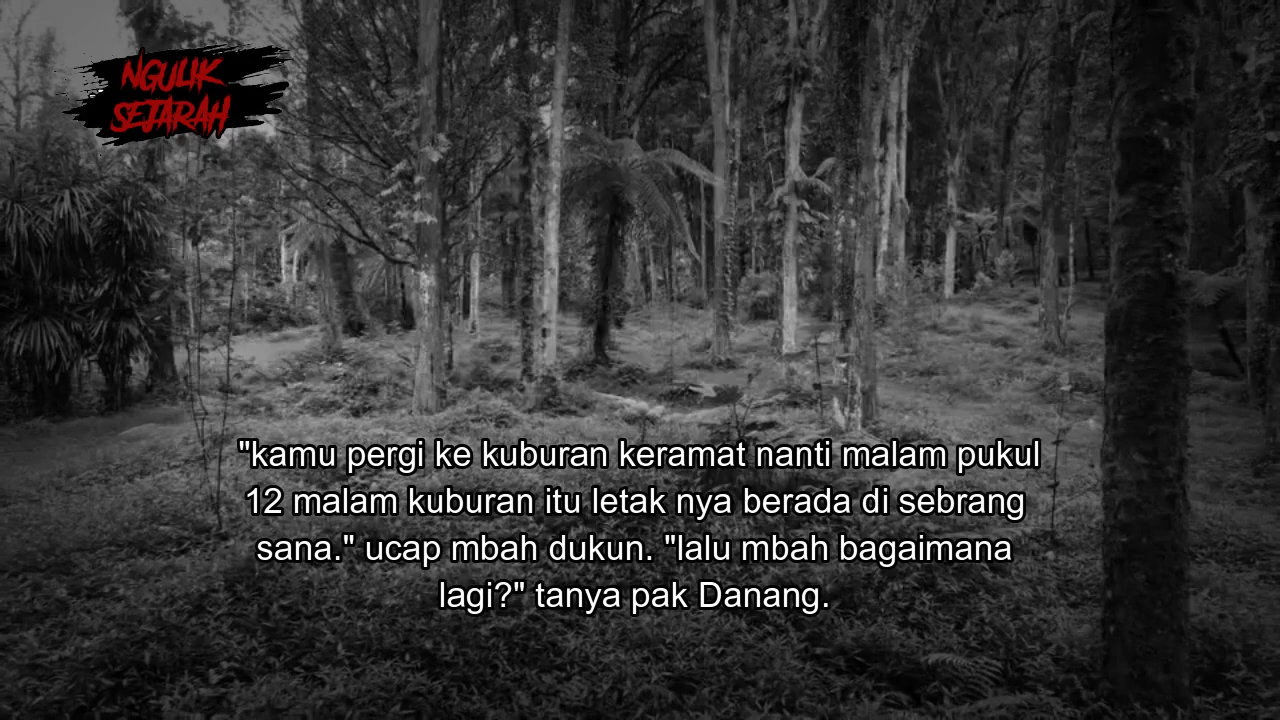 NGULIK
SEJARAH
"kamu pergi ke kuburan keramat nanti malam pukul
12 malam kuburan itu letak nya berada di sebrang
sana." ucap mbah dukun. "lalu mbah bagaimana
lagi?" tanya pak Danang.